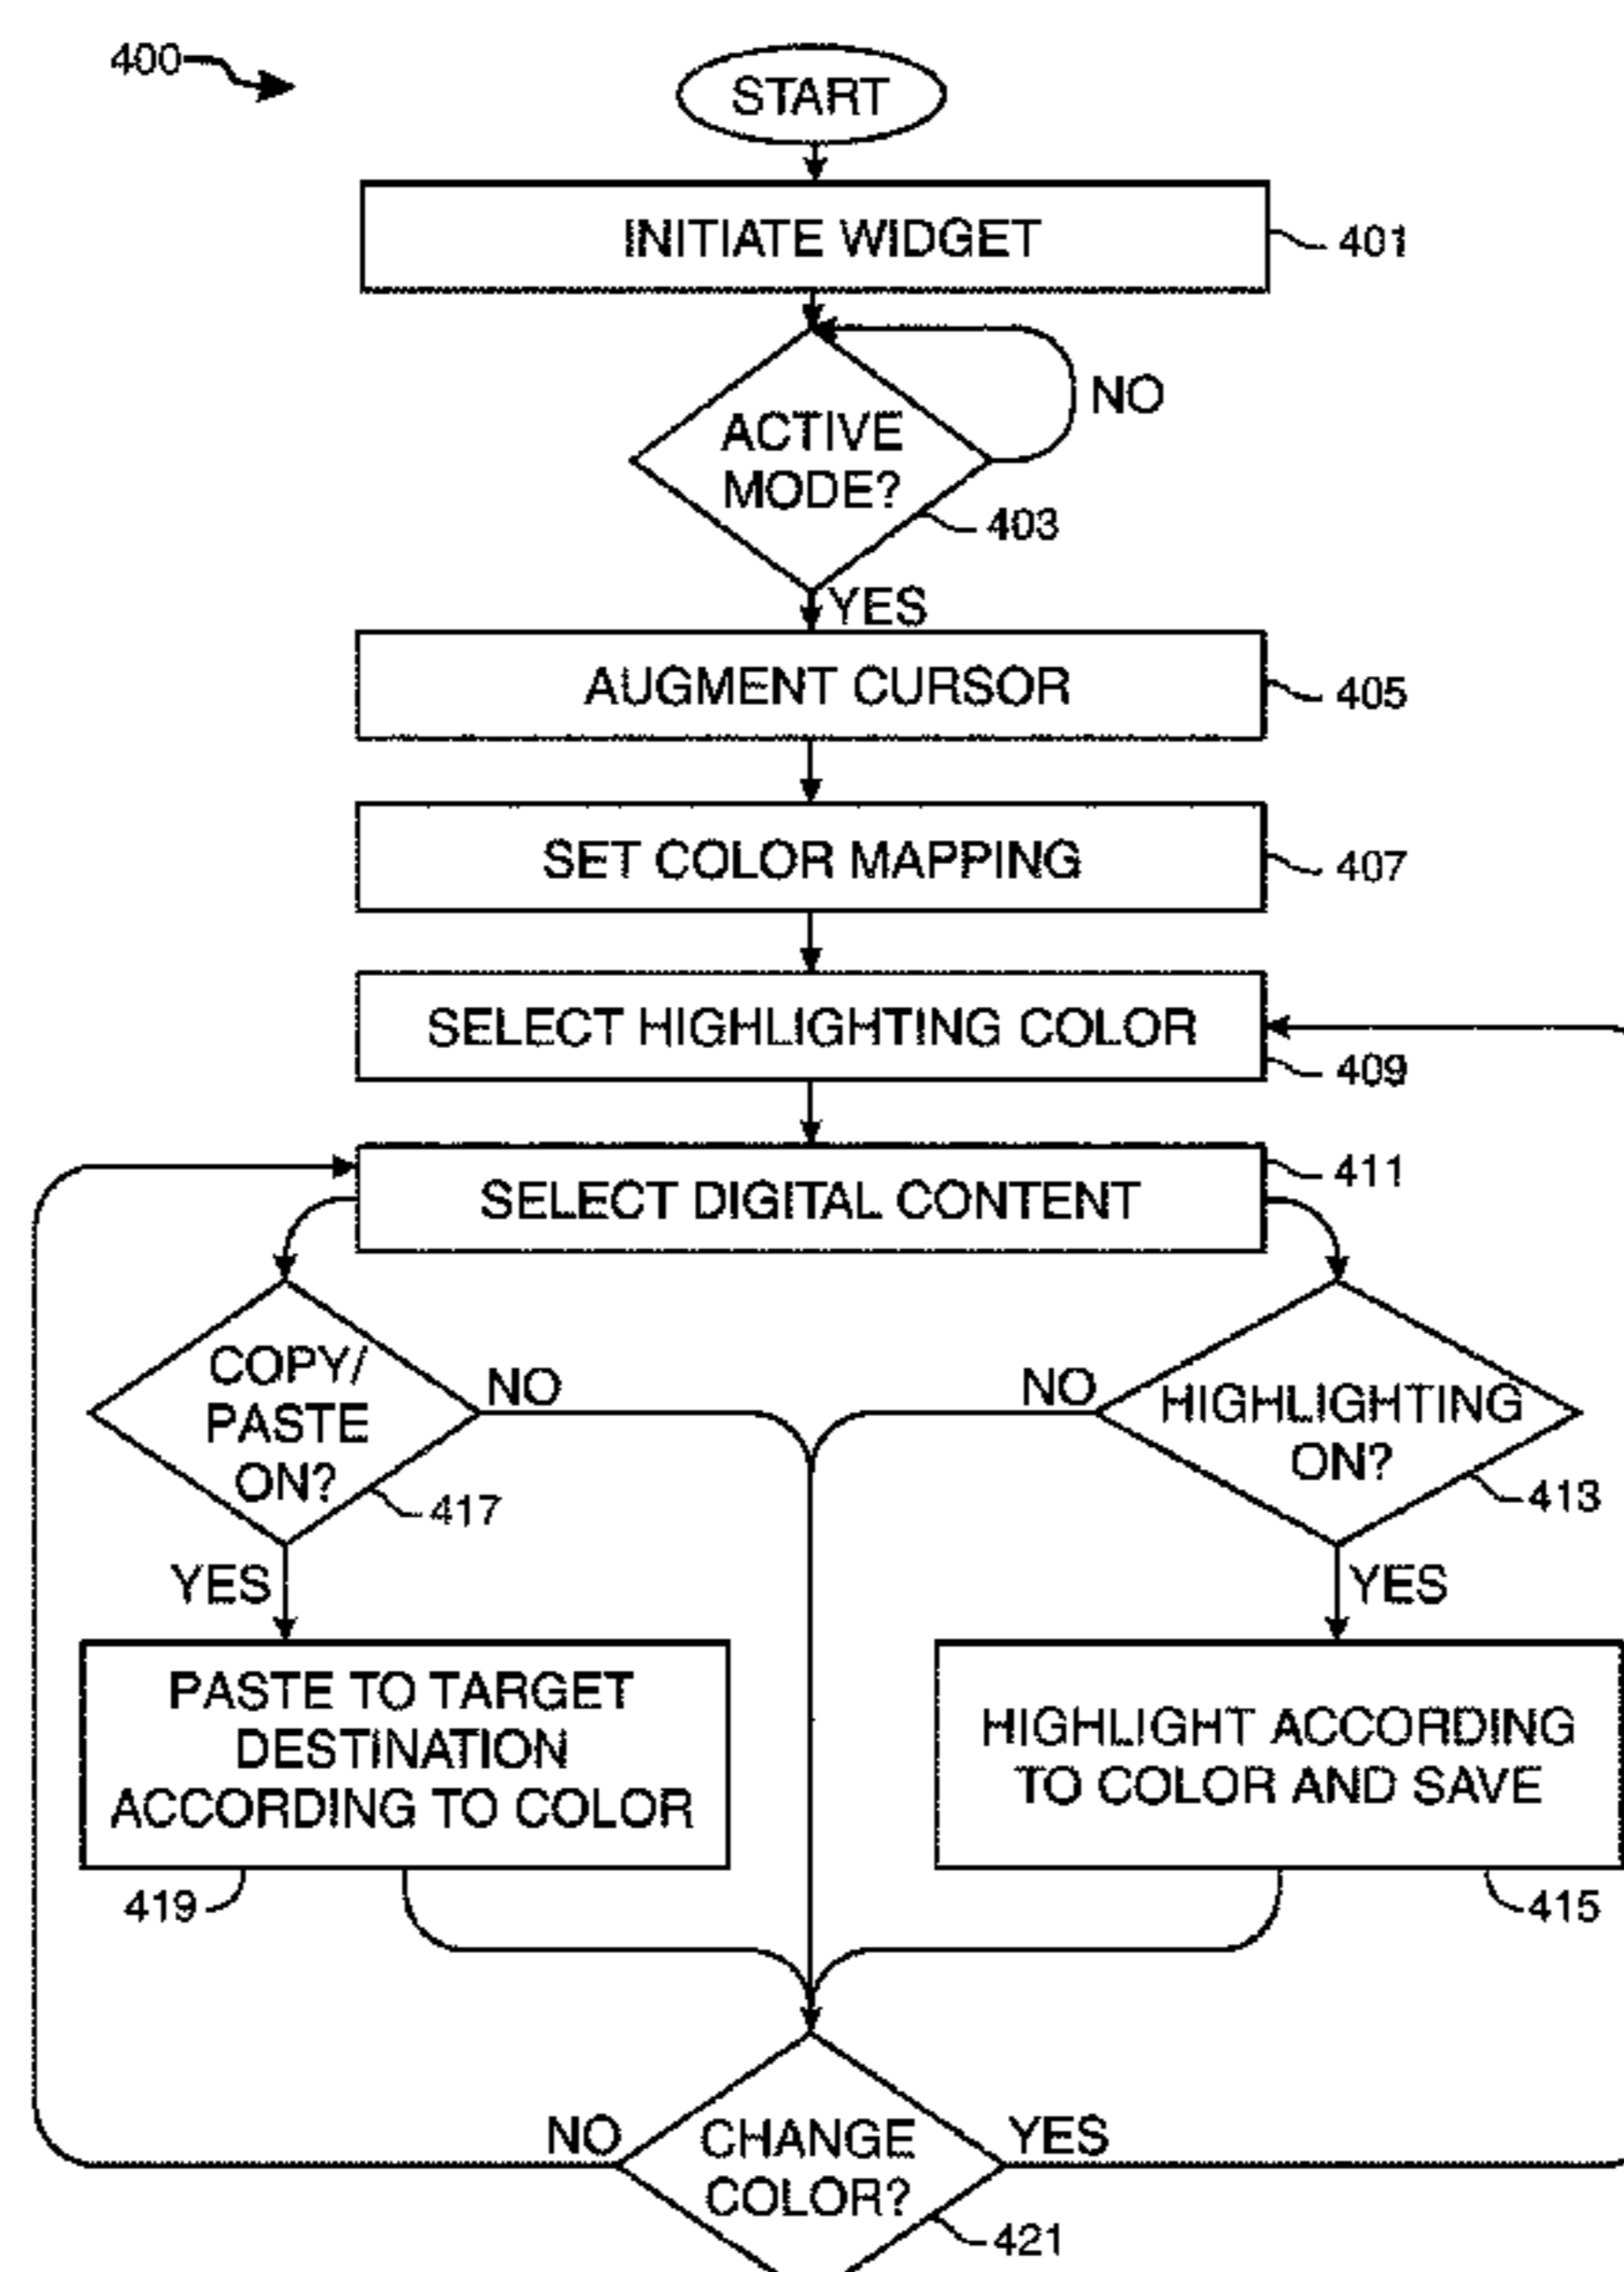 400
START
INITIATE WIDGET
401
NO
ACTIVE
MODE?
403
YES
AUGMENT CURSOR
405
SET COLOR MAPPING
407
SELECT HIGHLIGHTING COLOR
409
SELECT DIGITAL CONTENT
411
COPY/
PASTE
ON?
NO
417
NO
HIGHLIGHTING
ON?
413
YES
YES
PASTE TO TARGET
DESTINATION
ACCORDING TO COLOR
419
HIGHLIGHT ACCORDING
TO COLOR AND SAVE
415
NO
CHANGE
COLOR?
YES
421